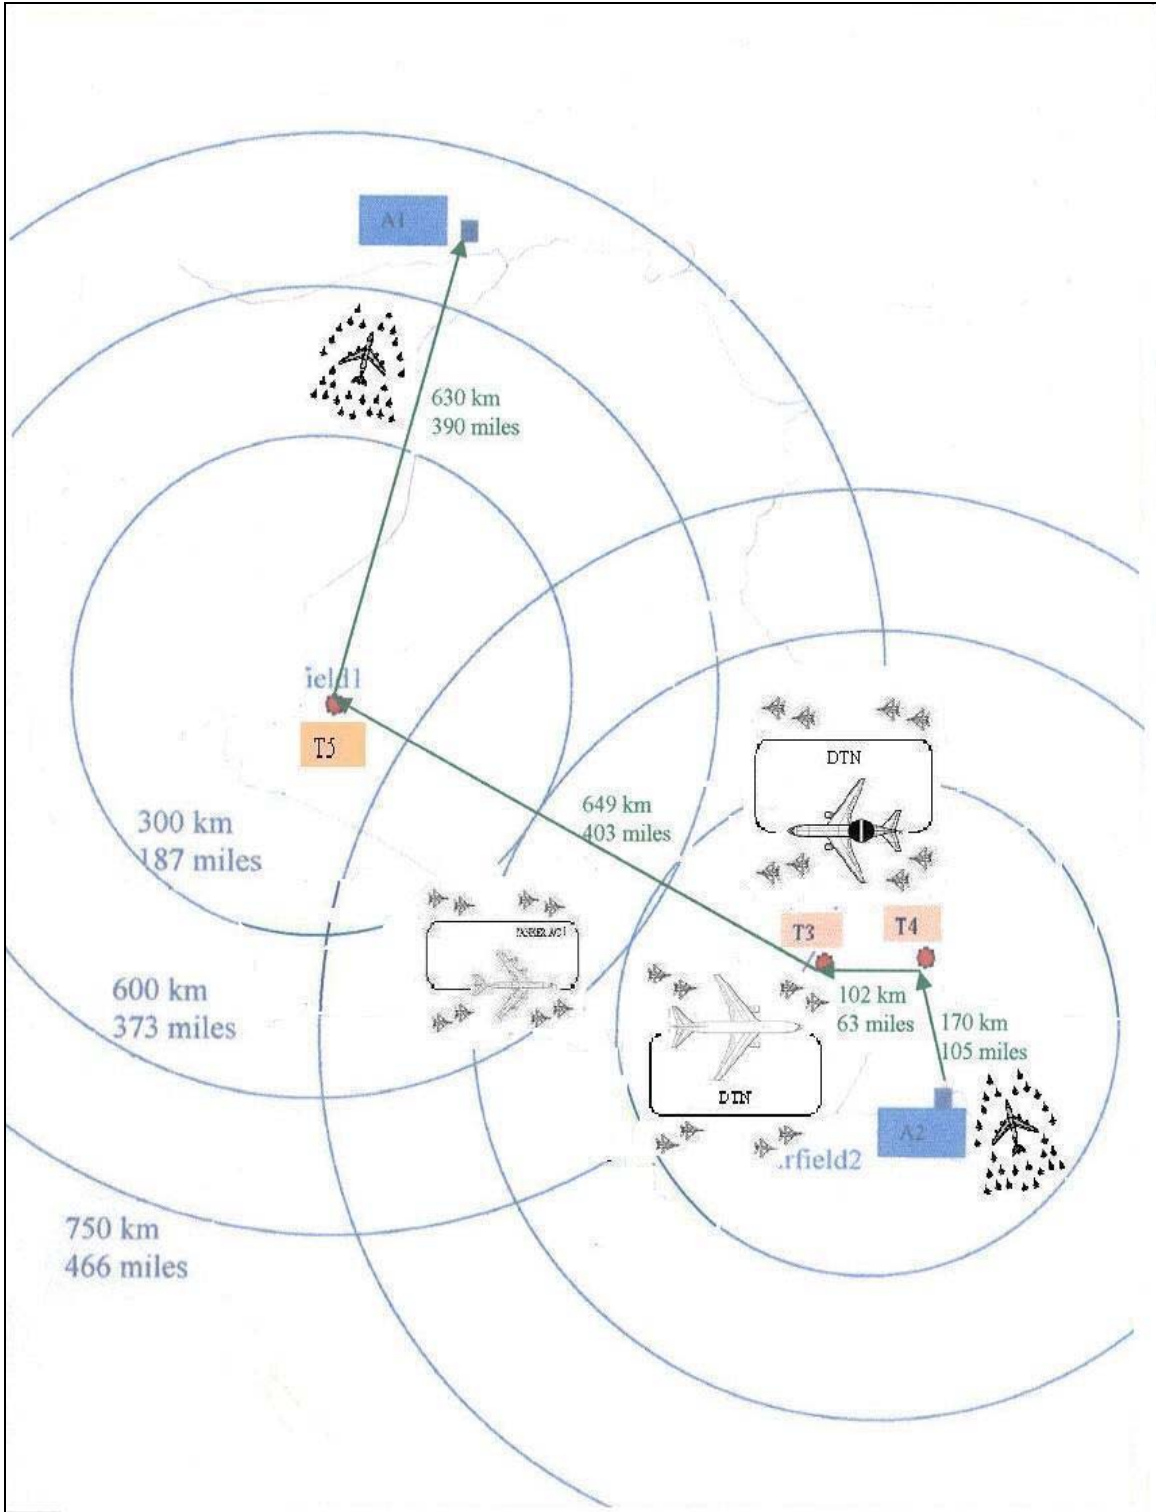 A1
630 km
390 miles
ield1
T5
DTN
649 km
403 miles
300 km
187 miles
T3
T4
600 km
373 miles
102 km
63 miles
170 km
105 miles
DTN
A2
.rfield2
750 km
466 miles